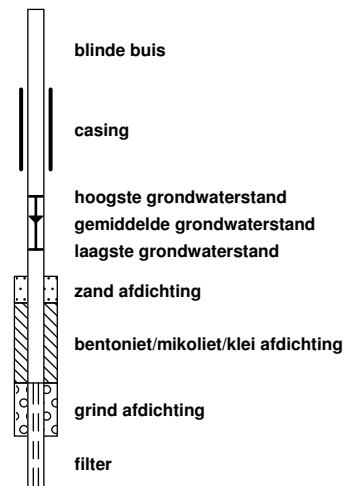 blinde buis
casing
hoogste grondwaterstand
gemiddelde grondwaterstand
laagste grondwaterstand
zand afdichting
bentoniet/mikoliet/klei afdichting
grind afdichting
filter